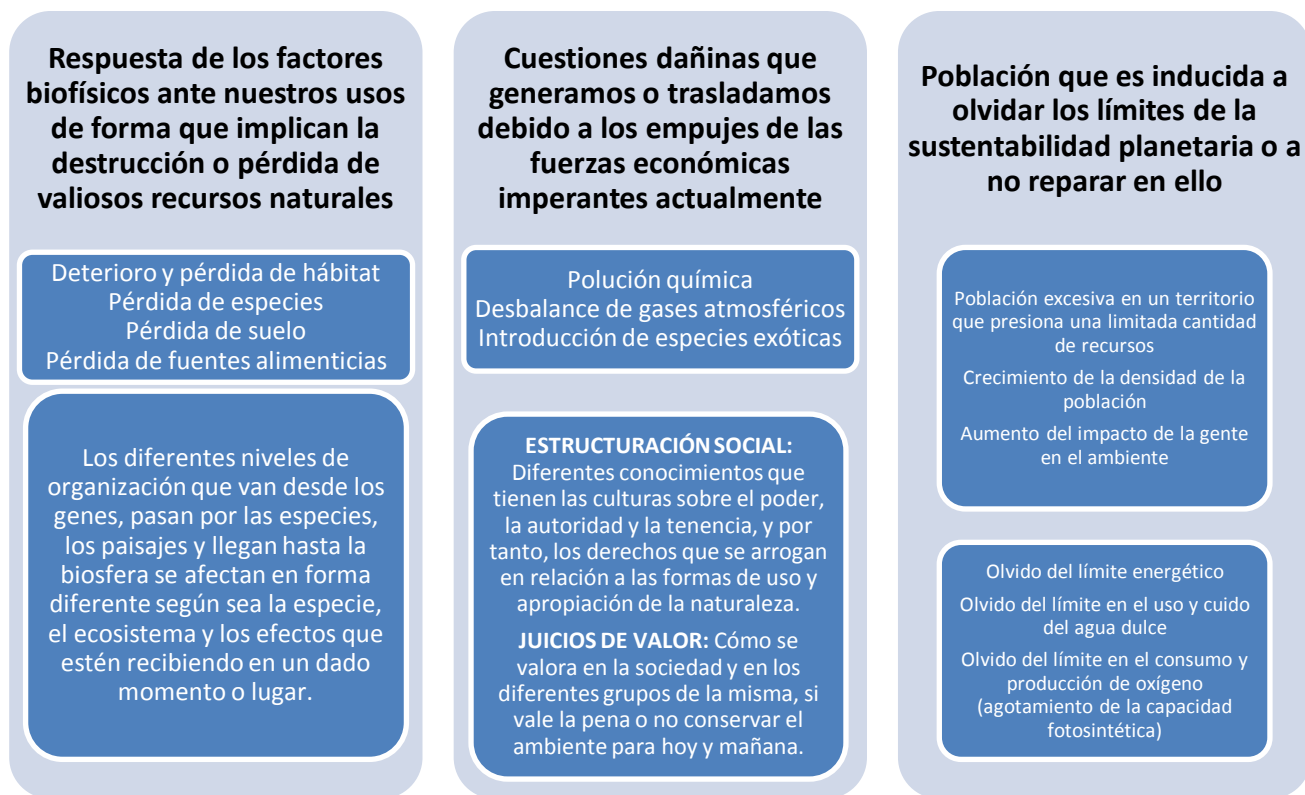 Respuesta de los factores
biofísicos ante nuestros usos
de forma que implican la
destrucción o pérdida de
valiosos recursos naturales
Deterioro y pérdida de hábitat
Pérdida de especies
Pérdida de suelo
Pérdida de fuentes alimenticias
Los diferentes niveles de
organización que van desde los
genes, pasan por las especies,
los paisajes y llegan hasta la
biosfera se afectan en forma
diferente según sea la especie,
el ecosistema y los efectos que
estén recibiendo en un dado
momento o lugar.
Cuestiones dañinas que
generamos o trasladamos
debido a los empujes de las
fuerzas económicas
imperantes actualmente
Polución química
Desbalance de gases atmosféricos
Introducción de especies exóticas
ESTRUCTURACIÓN SOCIAL:
Diferentes conocimientos que
tienen las culturas sobre el poder,
la autoridad y la tenencia, y por
tanto, los derechos que se arrogan
en relación a las formas de uso y
apropiación de la naturaleza.
JUICIOS DE VALOR: Cómo se
valora en la sociedad y en los
diferentes grupos de la misma, si
vale la pena o no conservar el
ambiente para hoy y mañana.
Población que es inducida a
olvidar los límites de la
sustentabilidad planetaria o a
no reparar en ello
Población excesiva en un territorio
que presiona una limitada cantidad
de recursos
Crecimiento de la densidad de la
población
Aumento del impacto de la gente
en el ambiente
Olvido del límite energético
Olvido del límite en el uso y cuido
del agua dulce
Olvido del límite en el consumo y
producción de oxígeno
(agotamiento de la capacidad
fotosintética)